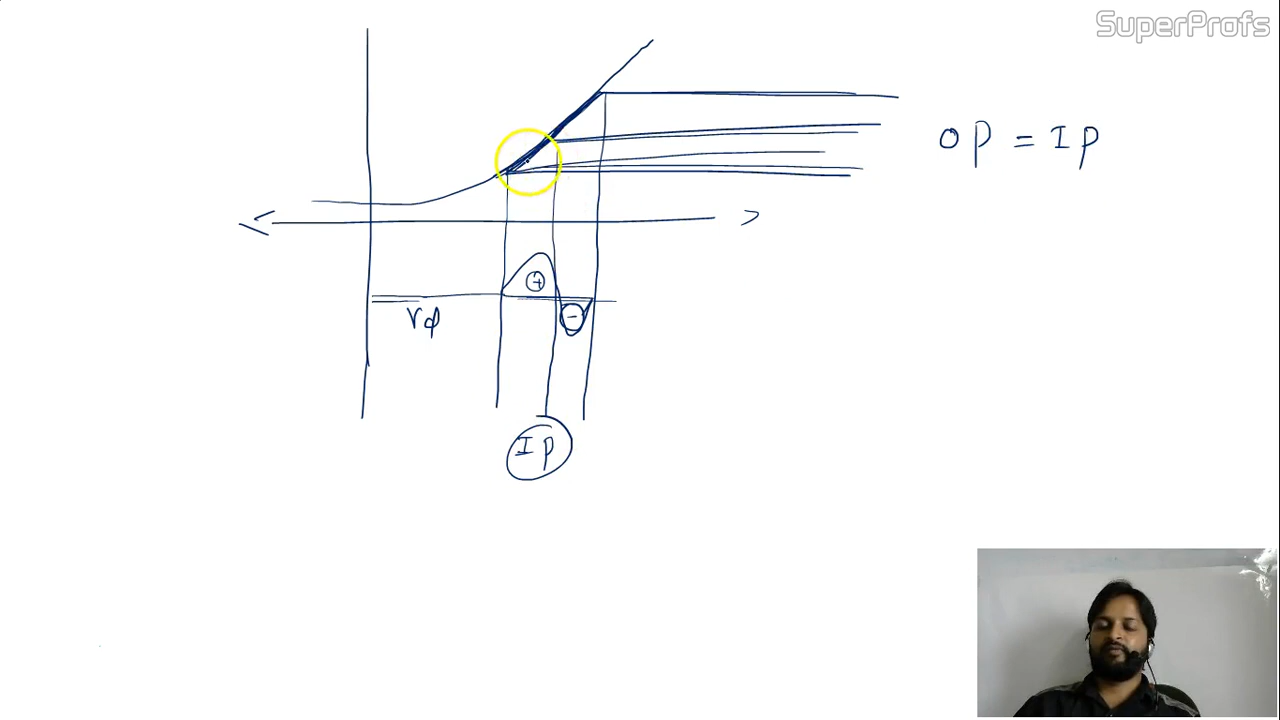 SuperProfs
OP = IP
+
-
Vφ
IP